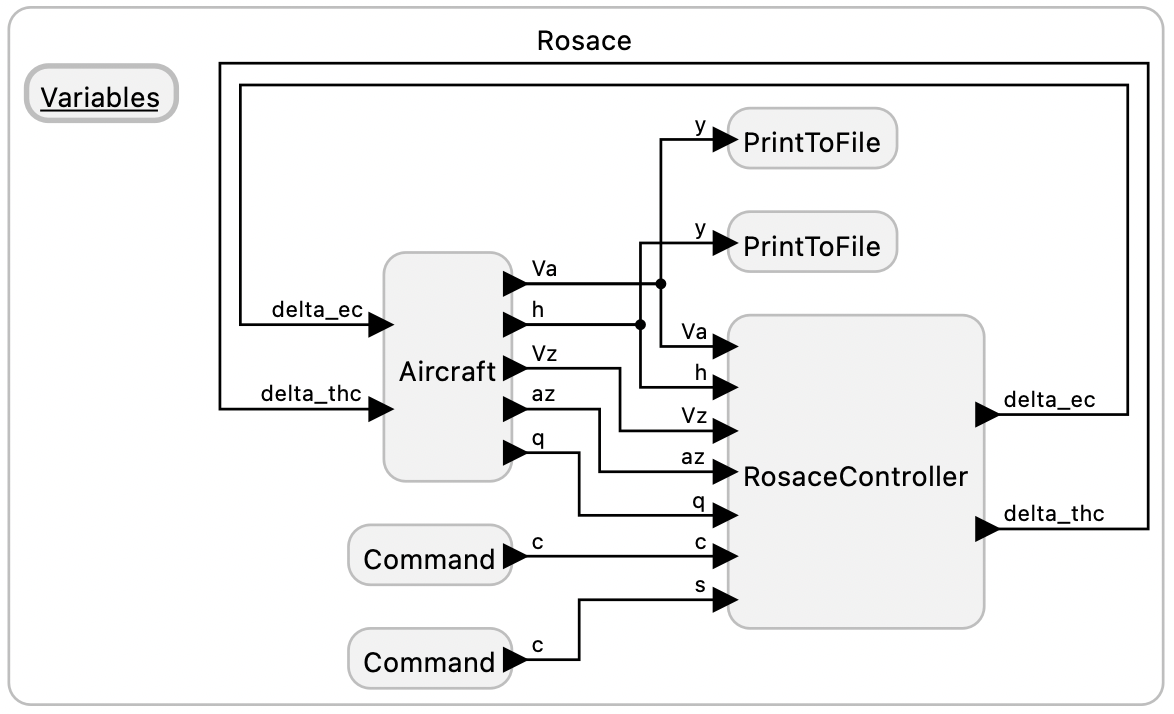 Rosace
Variables
y
PrintToFile
y
PrintToFile
Va
delta_ec
h
Va
Vz
h
Aircraft
delta_thc
az
Vz
delta_ec
q
az
RosaceController
q
delta_thc
Command
c
c
s
Command
c